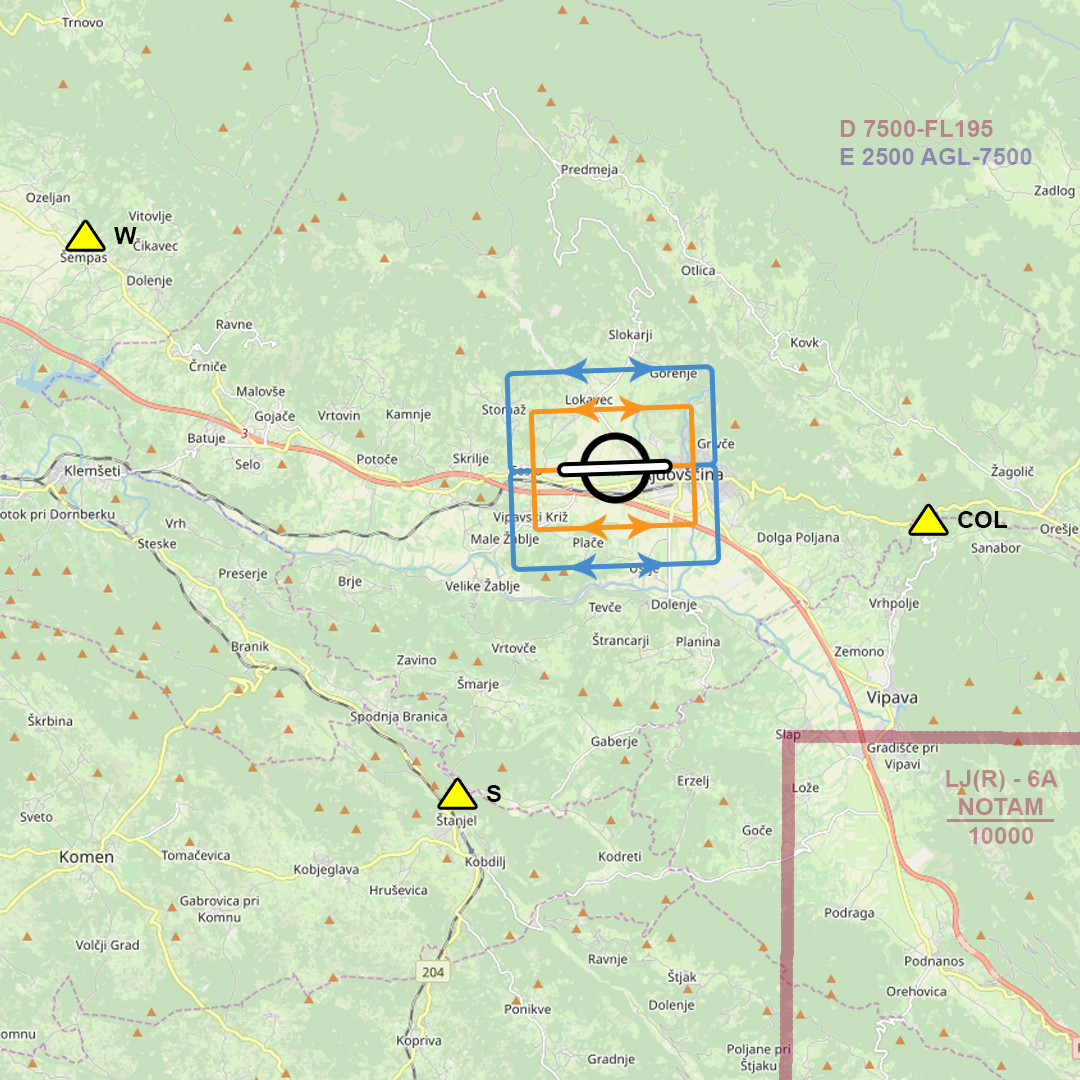 Trnovo
D 7500-FL195
E 2500 AGL-7500
Predmeja
Zadlog
Ozeljan
Vitovlje
W
Čikavec
Šempas
Otlica
Dolenje
Ravne
Slokarji
Kovk
Črniče
Gorenje
Malovše
Lokavec
Stomaž
Gojače
Vrtovin
Kamnje
3
Batuje
Grivče
Selo
Potoče
Skrilje
Klemšeti
Žagolič
otok pri Dornberku
Vrh
Vipavski Križ
COL
Orešje
Steske
Male Žablje
Plače
Dolga Poljana
Sanabor
Preserje
Brje
Velike Žablje
Tevče
Dolenje
Vrhpolje
Branik
Vrtovče
Štrancarji
Planina
Zavino
Zemono
Šmarje
Vipava
Škrbina
Spodnja Branica
Slap
Gaberje
Gradišče pri
Vipavi
Erzelj
Lože
LJ(R) - 6A
NOTAM
10000
S
Štanjel
Sveto
Goče
Komen
Tomačevica
Kobjeglava
Kobdilj
Kodreti
Hruševica
Gabrovica pri
Komnu
Podraga
Volčji Grad
Ravnje
Podnanos
204
Štjak
Orehovica
Dolenje
Ponikve
omnu
Kopriva
Gradnje
Poljane pri
Štjaku